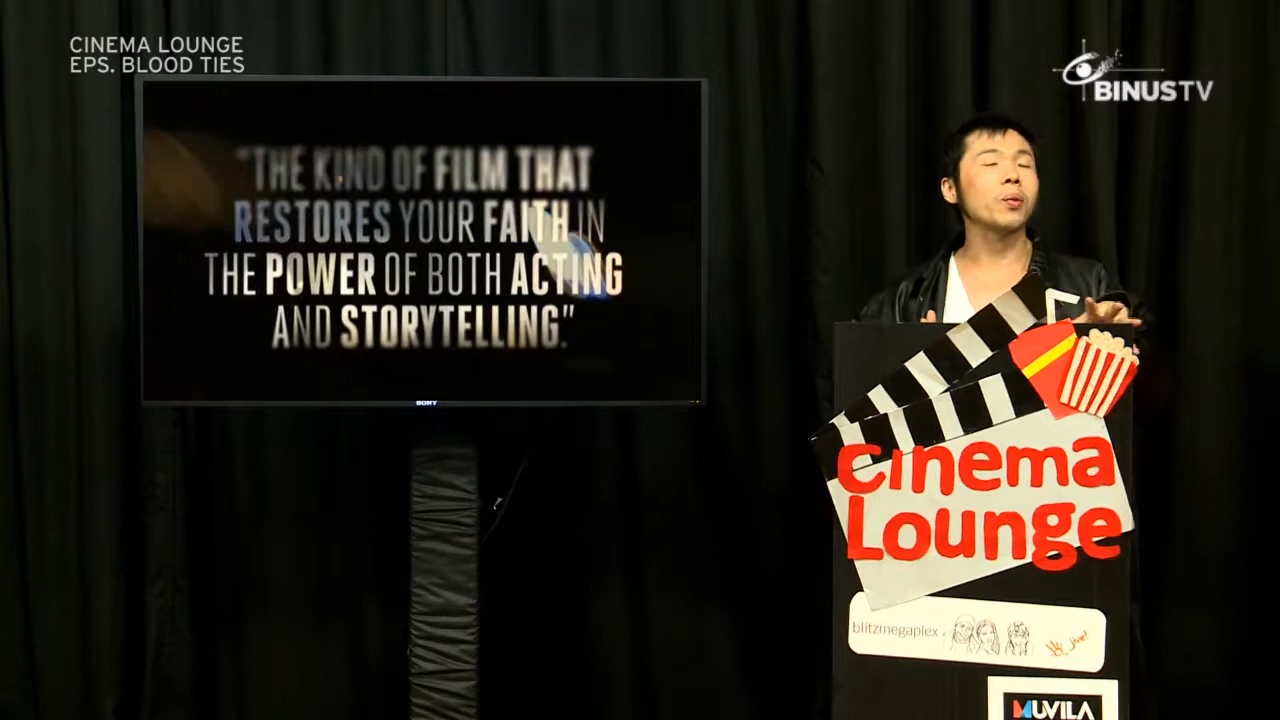 CINEMA LOUNGE
EPS. BLOOD TIES
BINUSTV
"THE KIND OF FILM THAT
RESTORES YOUR FAITH IN
THE POWER OF BOTH ACTING
AND STORYTELLING."
SONY
Cinema
Lounge
blitzmegaplex
jive!
MUVILA